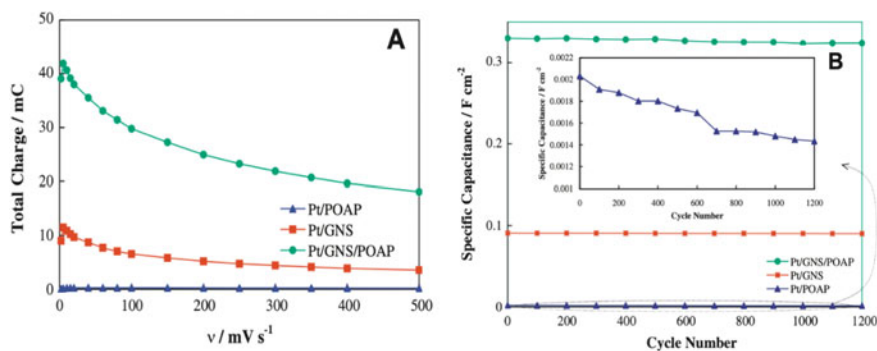 A
Total Charge / mC
50
40
30
20
10
0
Pt/POAP
Pt/GNS
Pt/GNS/POAP
0 100 200 300 400 500
ν / mV s⁻¹
B
Specific Capacitance / F cm⁻²
0.3
0.2
0.1
0
Specific Capacitance / F cm⁻²
0.0022
0.002
0.0018
0.0016
0.0014
0.0012
0.001
0 200 400 600 800 1000 1200
Cycle Number
Pt/GNS/POAP
Pt/GNS
Pt/POAP
0 200 400 600 800 1000 1200
Cycle Number